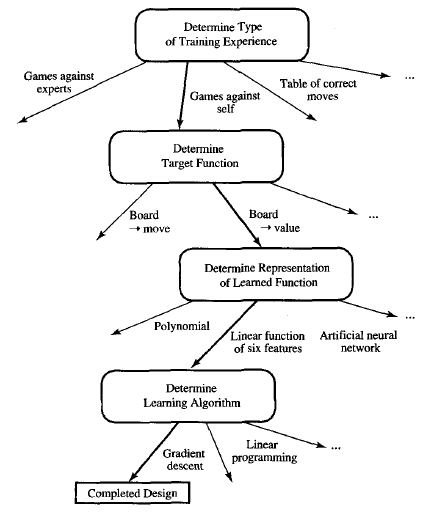 Determine Type
of Training Experience
Games against
experts
Games against
self
Table of correct
moves
...
Determine
Target Function
Board
→ move
Board
→ value
...
Determine Representation
of Learned Function
...
Polynomial
Linear function
of six features
Artificial neural
network
Determine
Learning Algorithm
Gradient
descent
Linear
programming
...
Completed Design